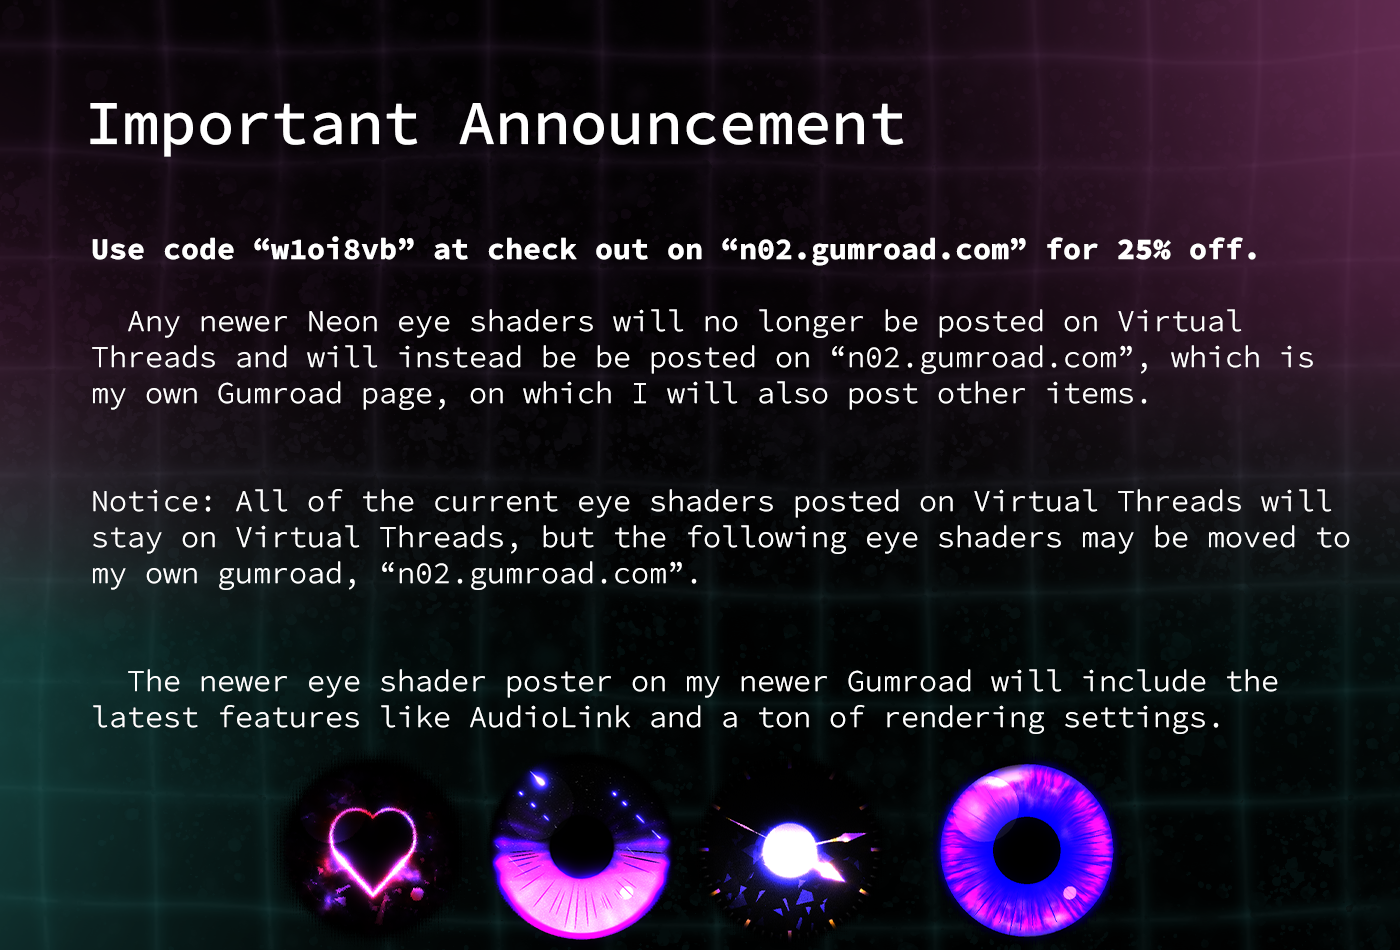 Important Announcement
Use code “w1oi8vb” at check out on “n02.gumroad.com” for 25% off.
Any newer Neon eye shaders will no longer be posted on Virtual
Threads and will instead be be posted on “n02.gumroad.com”, which is
my own Gumroad page, on which I will also post other items.
Notice: All of the current eye shaders posted on Virtual Threads will
stay on Virtual Threads, but the following eye shaders may be moved to
my own gumroad, “n02.gumroad.com”.
The newer eye shader poster on my newer Gumroad will include the
latest features like AudioLink and a ton of rendering settings.